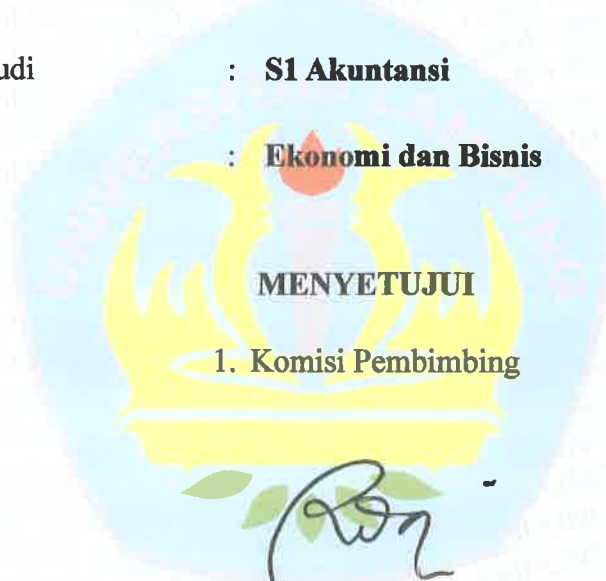 udi : S1 Akuntansi
: Ekonomi dan Bisnis
MENYETUJUI
1. Komisi Pembimbing